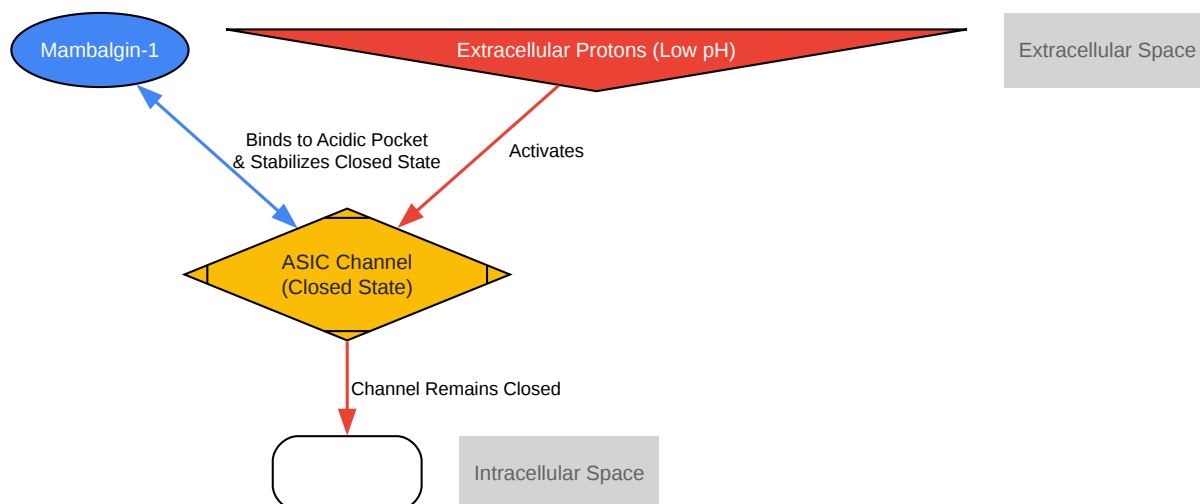 Mambalgin-1
Extracellular Protons (Low pH)
Extracellular Space
Binds to Acidic Pocket
& Stabilizes Closed State
Activates
ASIC Channel
(Closed State)
Channel Remains Closed
Intracellular Space